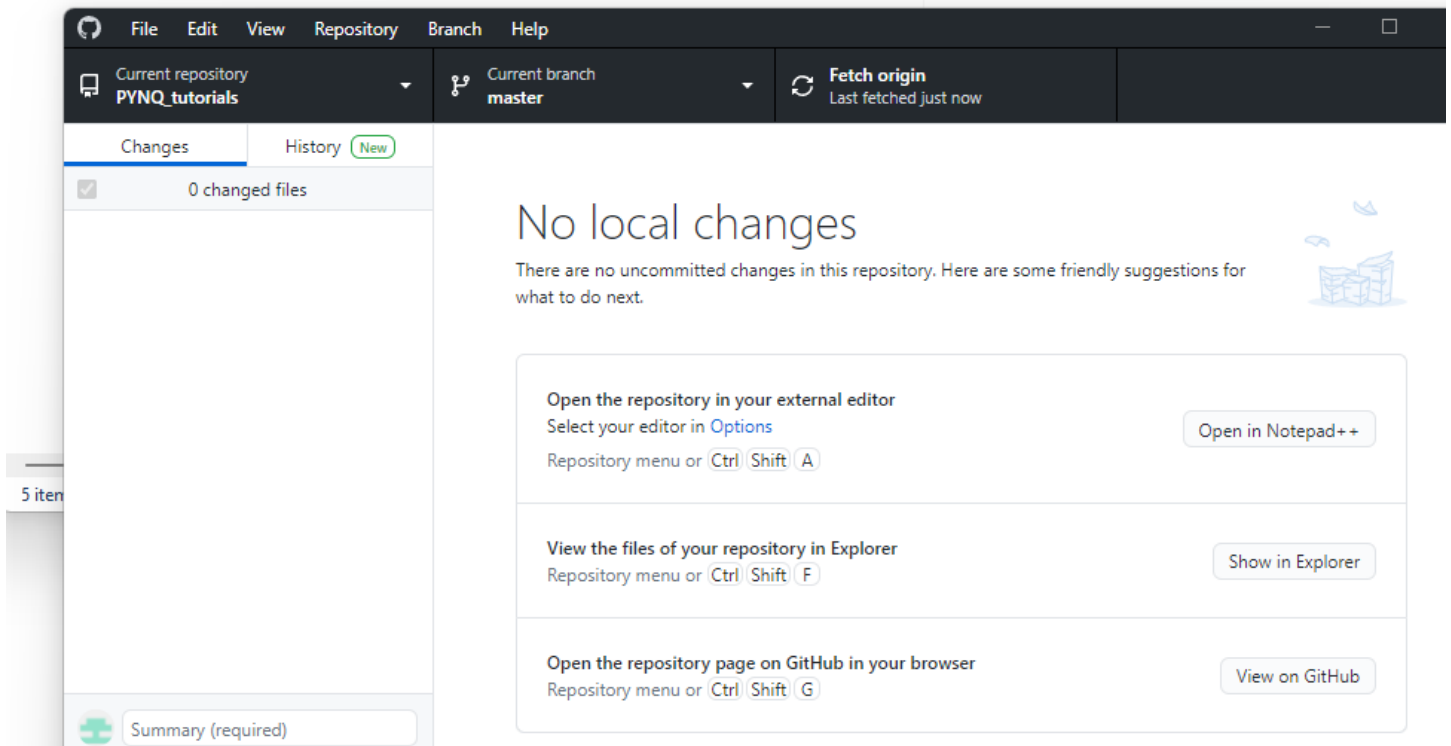 File Edit View Repository Branch Help
Current repository
PYNQ_tutorials
Current branch
master
Fetch origin
Last fetched just now
Changes
History New
0 changed files
No local changes
There are no uncommitted changes in this repository. Here are some friendly suggestions for
what to do next.
Open the repository in your external editor
Select your editor in Options
Repository menu or Ctrl Shift A
Open in Notepad++
5 iten
View the files of your repository in Explorer
Repository menu or Ctrl Shift F
Show in Explorer
Open the repository page on GitHub in your browser
Repository menu or Ctrl Shift G
View on GitHub
Summary (required)